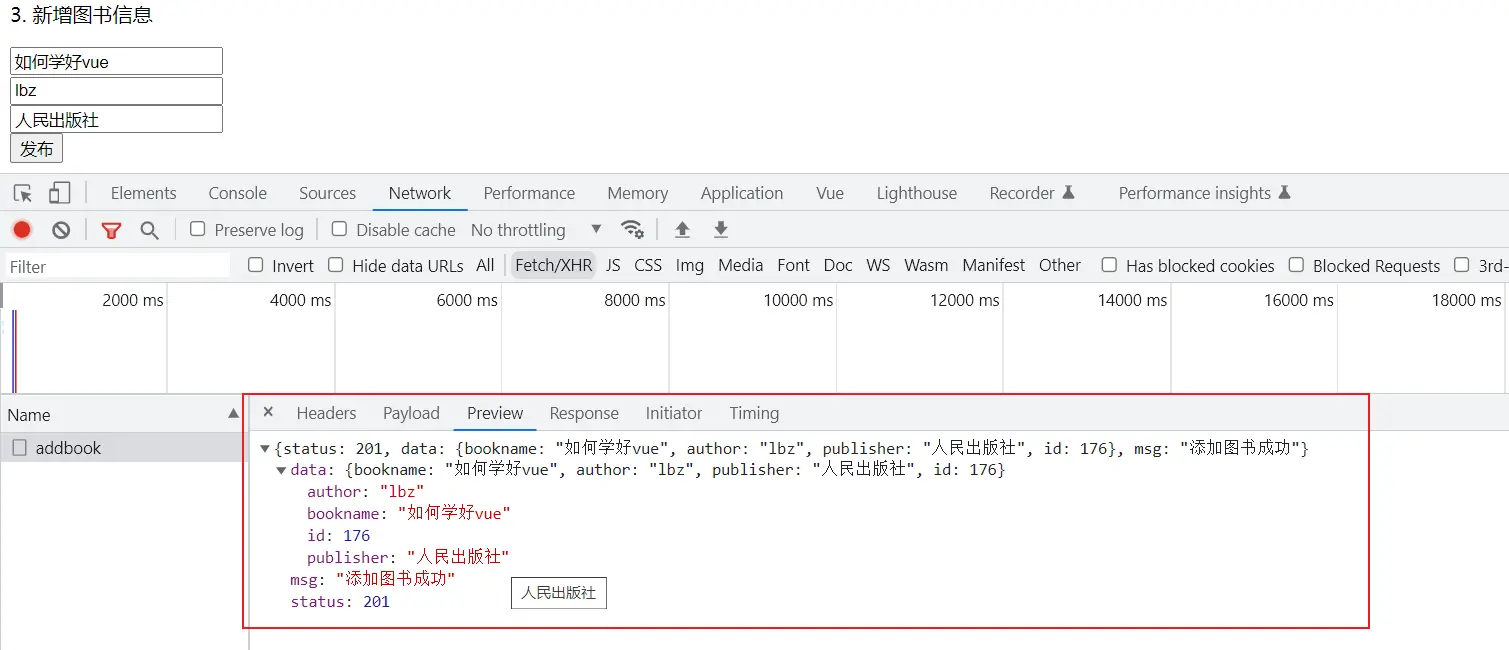 3. 新增图书信息
如何学好vue
lbz
人民出版社
发布
Elements Console Sources Network Performance Memory Application Vue Lighthouse Recorder Performance insights
Preserve log Disable cache No throttling
Filter Invert Hide data URLs All Fetch/XHR JS CSS Img Media Font Doc WS Wasm Manifest Other Has blocked cookies Blocked Requests 3rd-
2000 ms 4000 ms 6000 ms 8000 ms 10000 ms 12000 ms 14000 ms 16000 ms 18000 ms
Name × Headers Payload Preview Response Initiator Timing
addbook
{status: 201, data: {bookname: "如何学好vue", author: "lbz", publisher: "人民出版社", id: 176}, msg: "添加图书成功"}
data: {bookname: "如何学好vue", author: "lbz", publisher: "人民出版社", id: 176}
author: "lbz"
bookname: "如何学好vue"
id: 176
publisher: "人民出版社"
msg: "添加图书成功"
人民出版社
status: 201